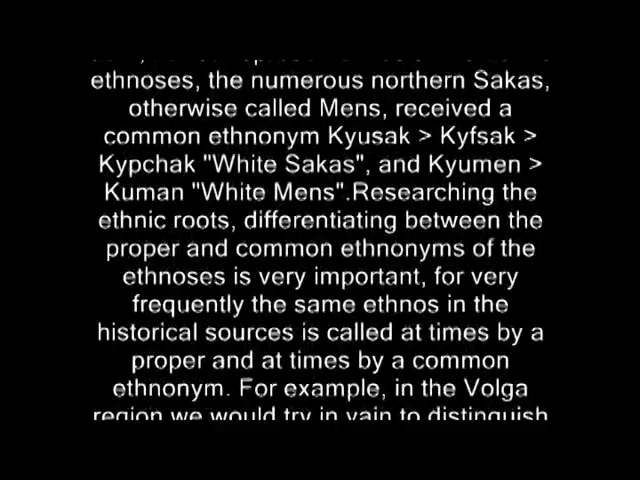 ethnoses, the numerous northern Sakas,
otherwise called Mens, received a
common ethnonym Kyusak > Kyfsak >
Kypchak "White Sakas", and Kyumen >
Kuman "White Mens".Researching the
ethnic roots, differentiating between the
proper and common ethnonyms of the
ethnoses is very important, for very
frequently the same ethnos in the
historical sources is called at times by a
proper and at times by a common
ethnonym. For example, in the Volga
region we would try in vain to distinguish